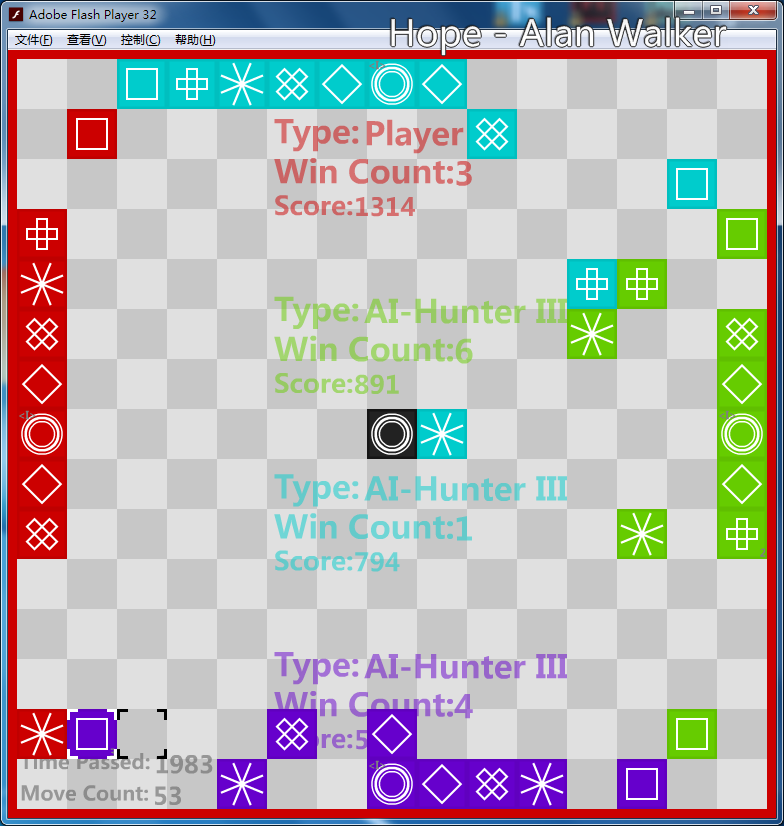 Adobe Flash Player 32
Hope - Alan Walker
文件(F) 查看(V) 控制(C) 帮助(H)
Type: Player
Win Count:3
Score:1314
Type: AI-Hunter III
Win Count:6
Score:891
Type: AI-Hunter III
Win Count:1
Score:794
Type: AI-Hunter III
Win Count:4
Time Passed: 1983
Move Count: 53